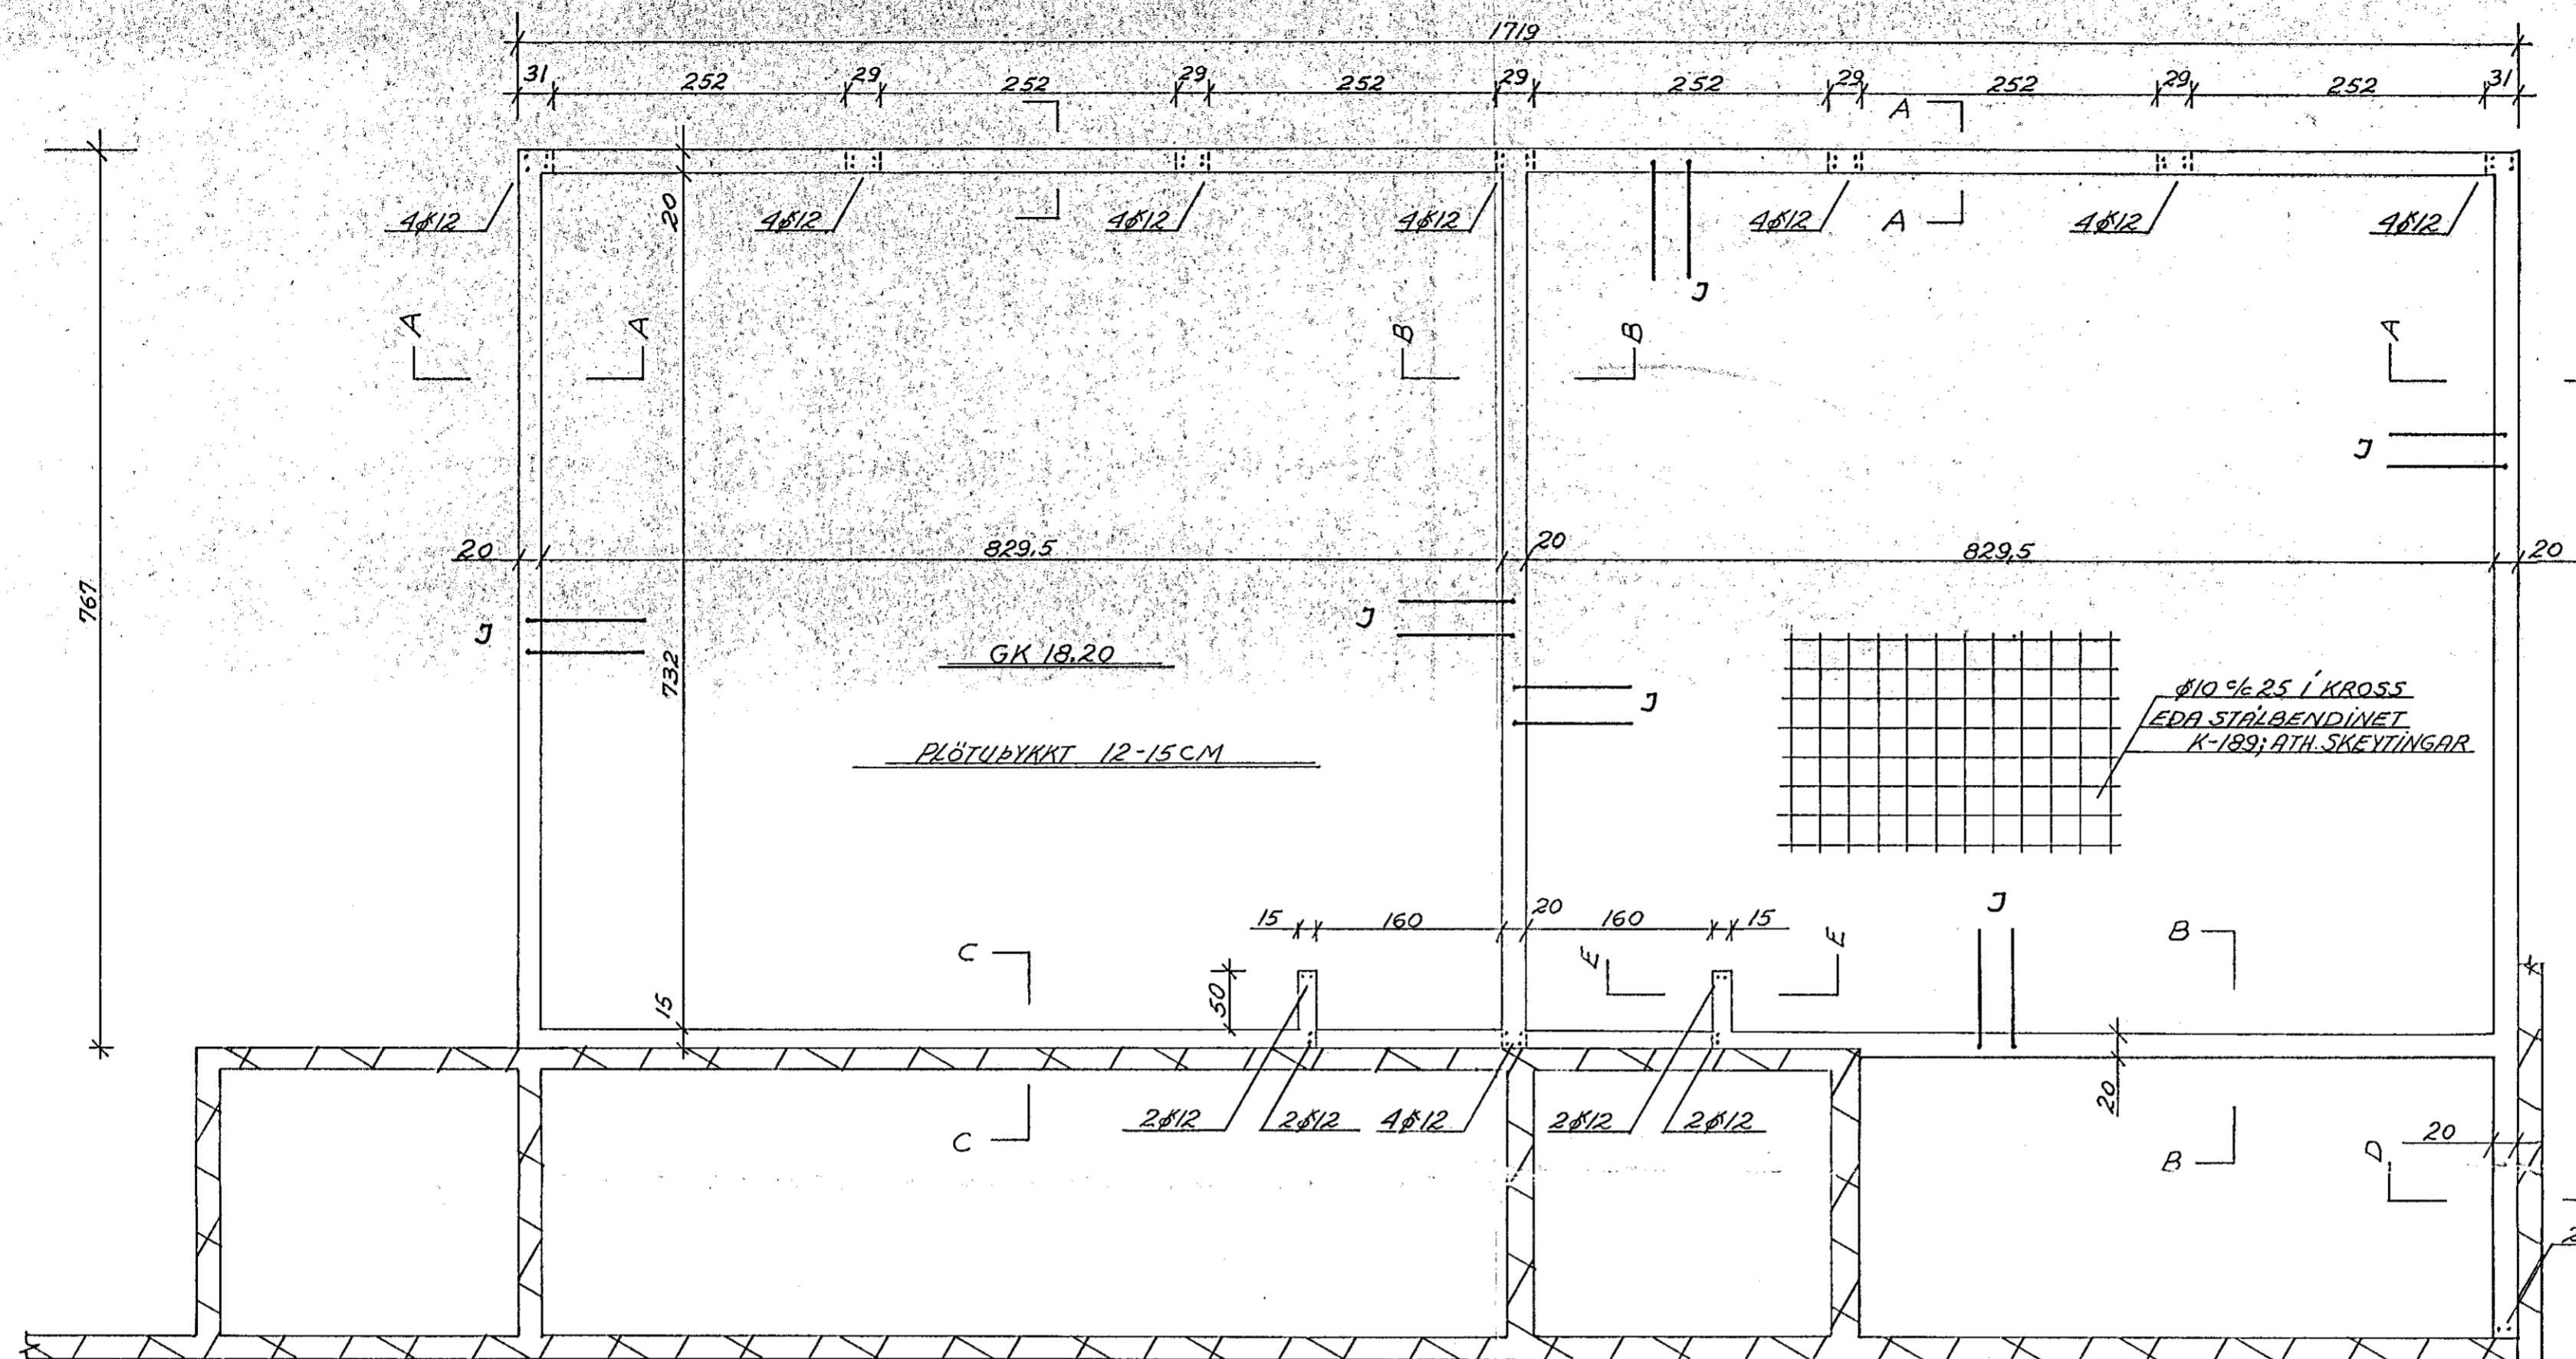 1719
31 252 29 252 29 252 29 252 29 252 29 252 31
A
4ø12 4ø12 4ø12 4ø12 4ø12 A 4ø12 4ø12
20
J
A A B B A
J
20 829,5 20 829,5 20
767
J J
GK 18.20
732
J
ø10 c/c 25 Í KROSS
EÐA STÁLBENDINET
K-189; ATH. SKEYTINGAR
PLÖTUÞYKKT 12-15 CM
J
15 160 20 160 15
C E E B
50
15
2ø12 2ø12 4ø12 2ø12 2ø12
20
C B D 20